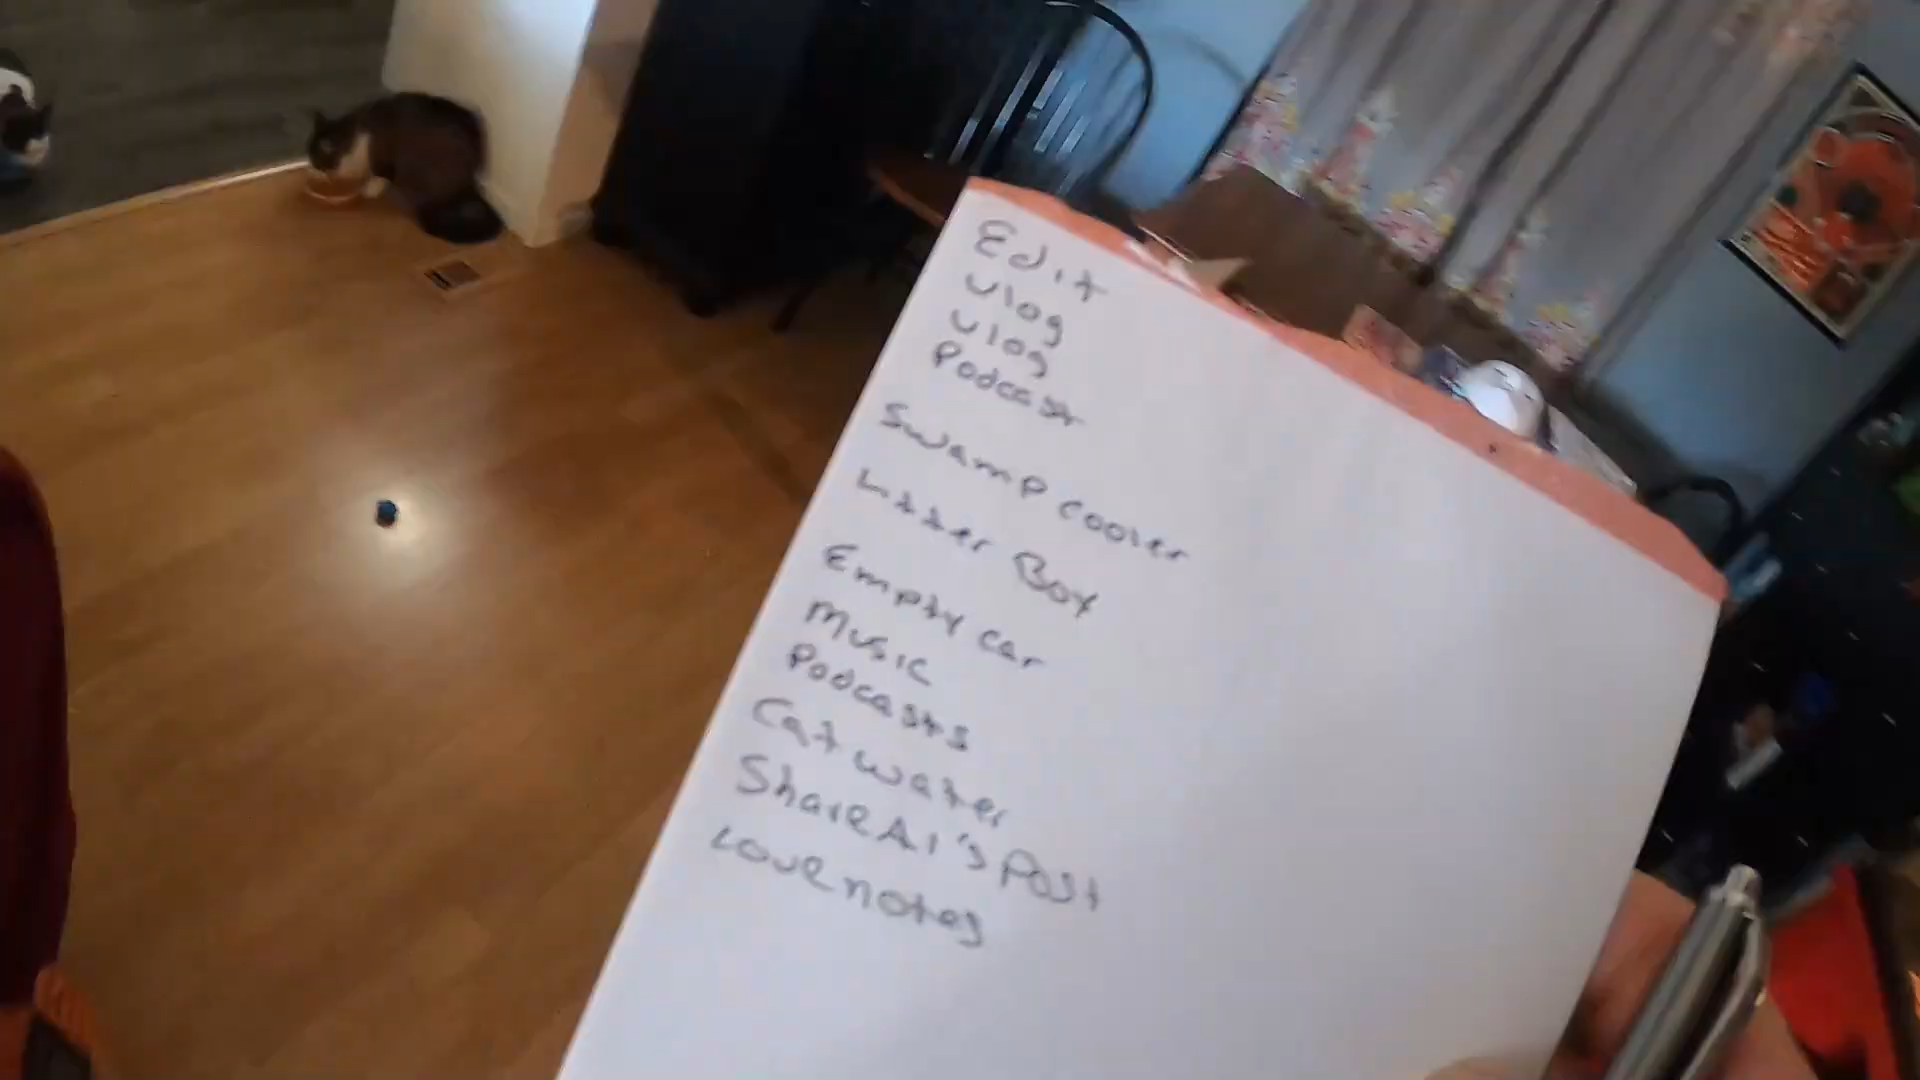 Edit
vlog
vlog
Podcast
Swamp cooler
Litter Box
Empty car
Music
Podcasts
Cat water
Share Al's Post
Love notes